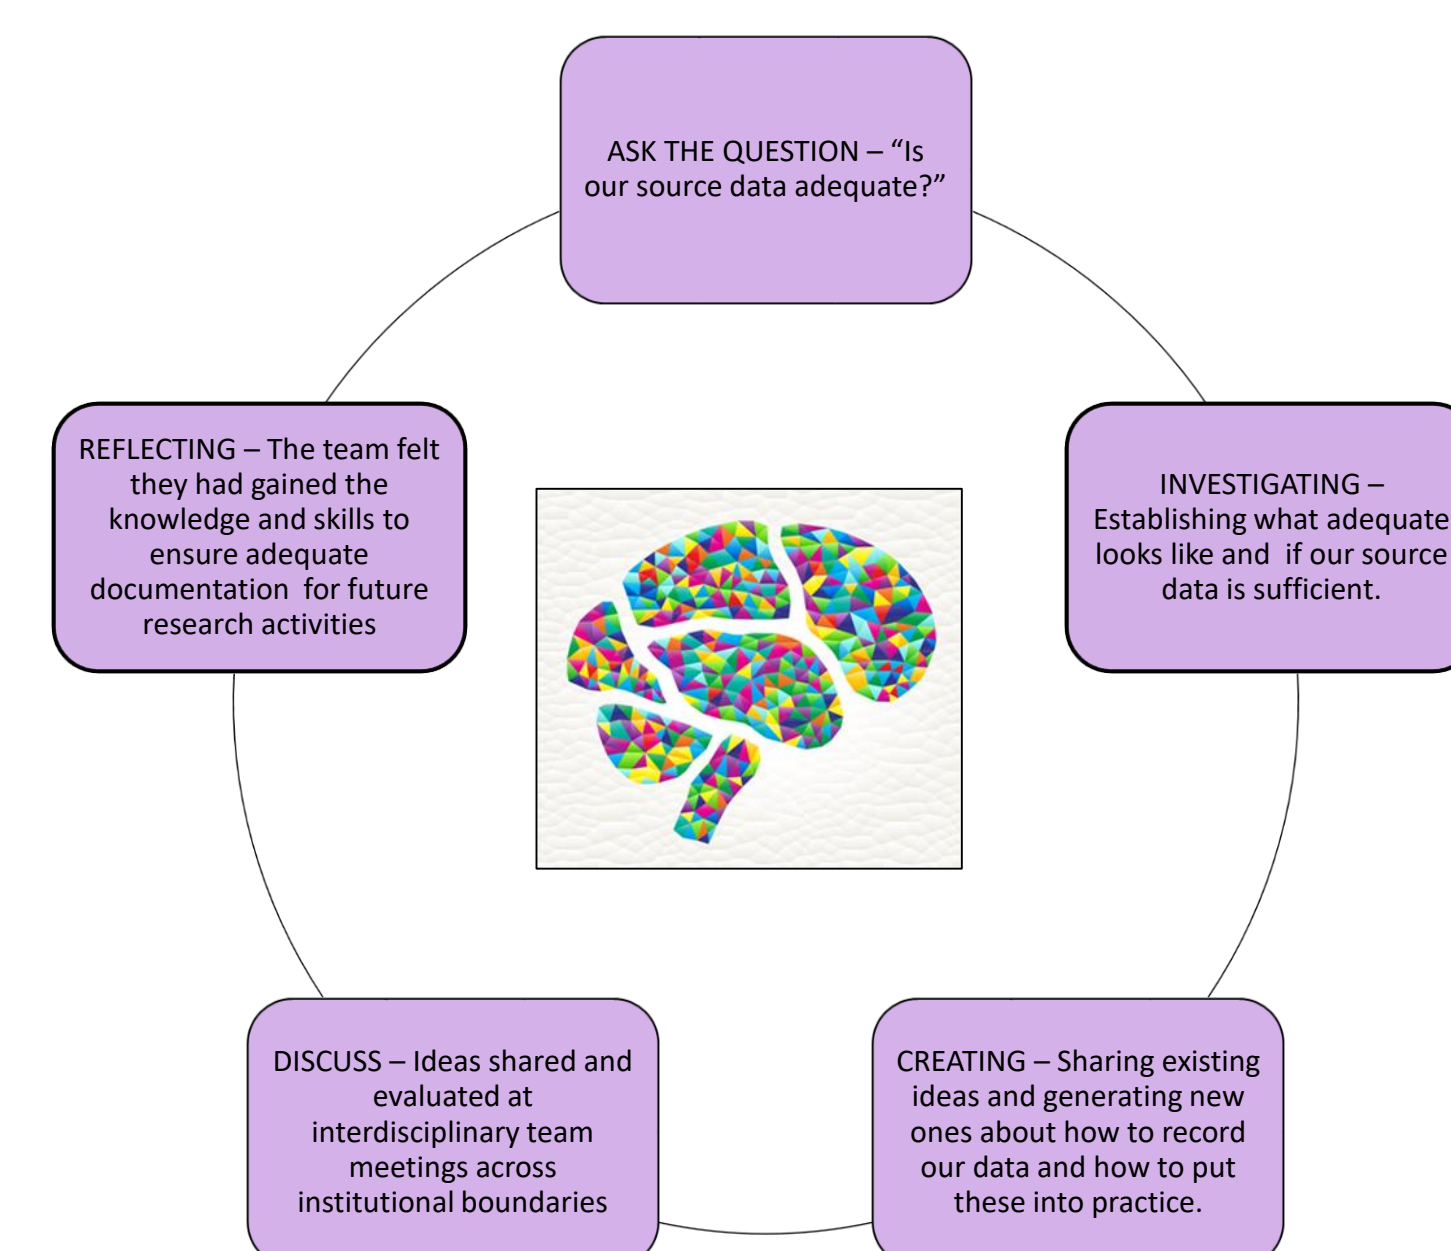 ASK THE QUESTION – “Is
our source data adequate?”
INVESTIGATING –
Establishing what adequate
looks like and  if our source
data is sufficient.
CREATING – Sharing existing
ideas and generating new
ones about how to record
our data and how to put
these into practice.
DISCUSS – Ideas shared and
evaluated at
interdisciplinary team
meetings across
institutional boundaries
REFLECTING – The team felt
they had gained the
knowledge and skills to
ensure adequate
documentation  for future
research activities